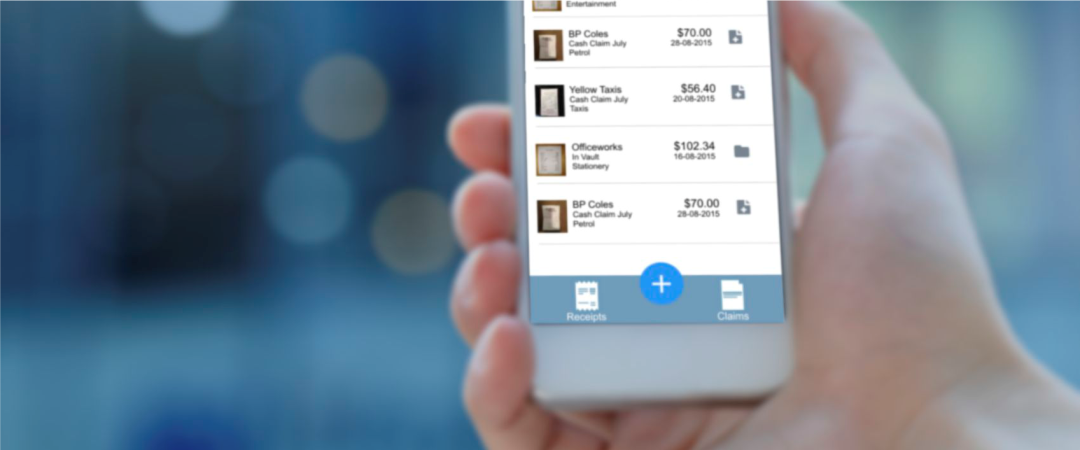 Entertainment
BP Coles
$70.00
Cash Claim July
28-08-2015
Petrol
Yellow Taxis
$56.40
Cash Claim July
20-08-2015
Taxis
Officeworks
$102.34
In Vault
16-08-2015
Stationery
BP Coles
$70.00
Cash Claim July
28-08-2015
Petrol
Receipts
Claims